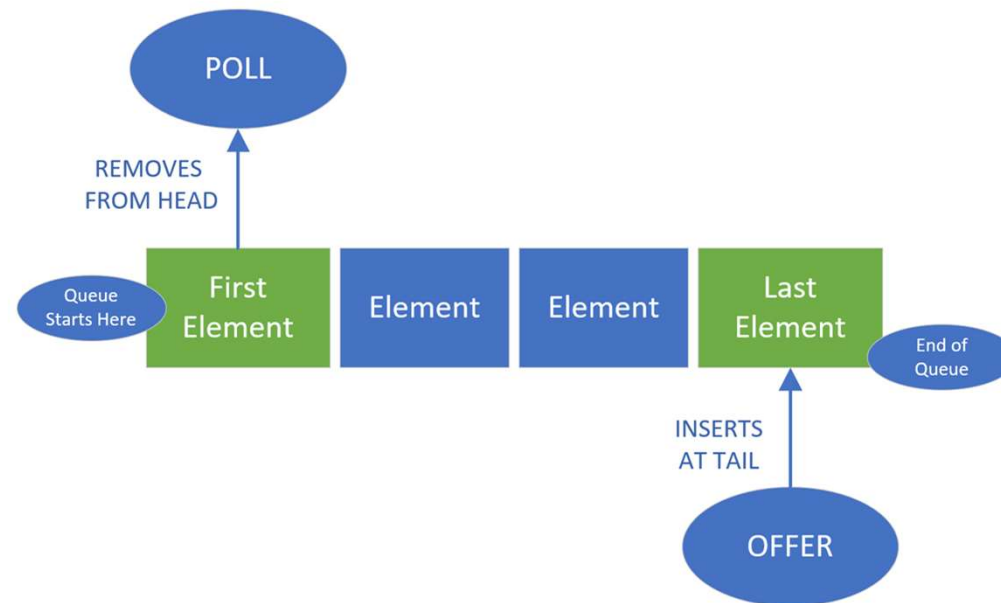 POLL
REMOVES
FROM HEAD
Queue
Starts Here
First
Element
Element
Element
Last
Element
End of
Queue
INSERTS
AT TAIL
OFFER